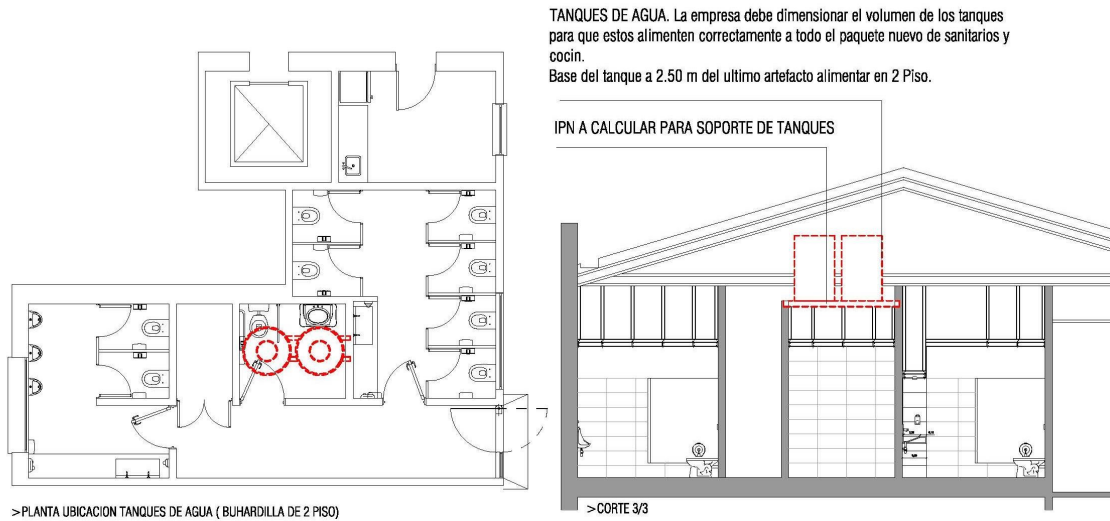 TANQUES DE AGUA. La empresa debe dimensionar el volumen de los tanques
para que estos alimenten correctamente a todo el paquete nuevo de sanitarios y
cocin.
Base del tanque a 2.50 m del ultimo artefacto alimentar en 2 Piso.
IPN A CALCULAR PARA SOPORTE DE TANQUES
>PLANTA UBICACION TANQUES DE AGUA ( BUHARDILLA DE 2 PISO)
>CORTE 3/3